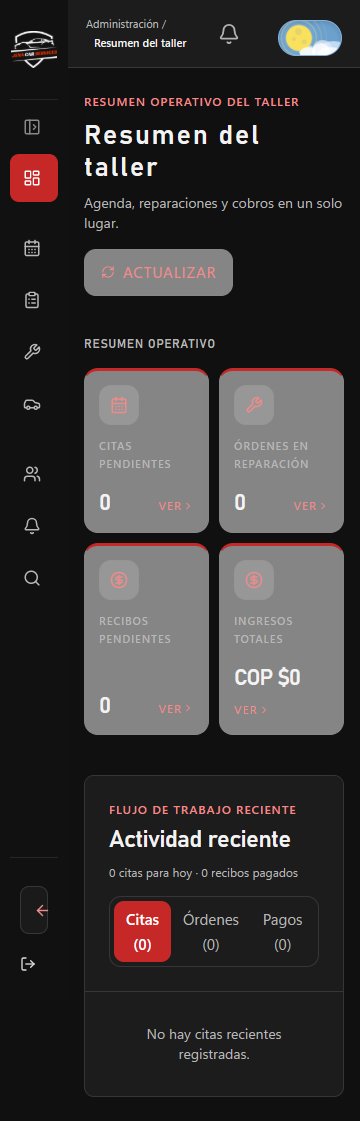 Administración /
Resumen del taller
RESUMEN OPERATIVO DEL TALLER
Resumen del
taller
Agenda, reparaciones y cobros en un solo
lugar.
ACTUALIZAR
RESUMEN OPERATIVO
CITAS
PENDIENTES
0
VER
ÓRDENES EN
REPARACIÓN
0
VER
RECIBOS
PENDIENTES
0
VER
INGRESOS
TOTALES
COP $0
VER
FLUJO DE TRABAJO RECIENTE
Actividad reciente
0 citas para hoy · 0 recibos pagados
Citas
(0)
Órdenes
(0)
Pagos
(0)
No hay citas recientes
registradas.